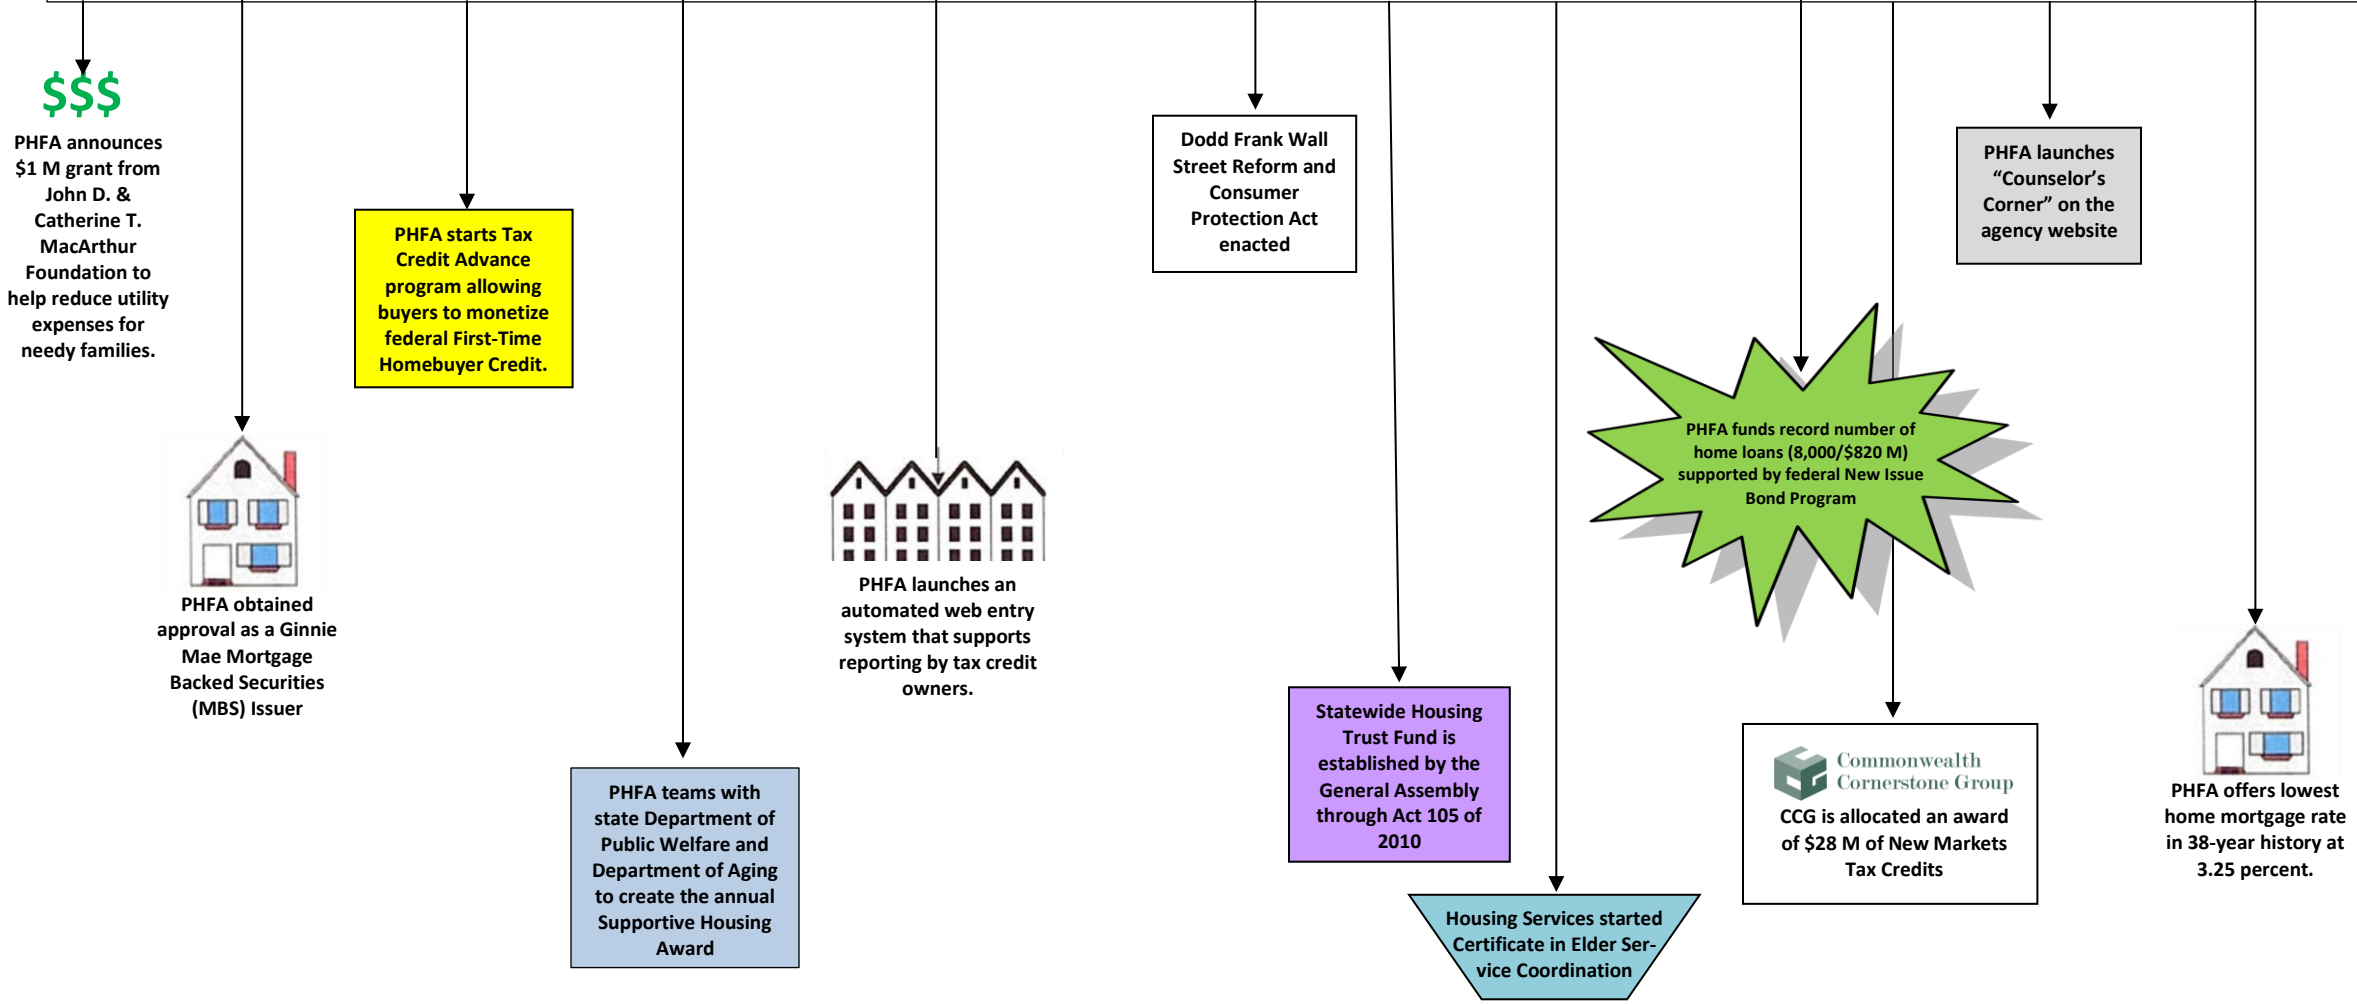 $$$
PHFA announces
$1 M grant from
John D. &
Catherine T.
MacArthur
Foundation to
help reduce utility
expenses for
needy families.
PHFA obtained
approval as a Ginnie
Mae Mortgage
Backed Securities
(MBS) Issuer
PHFA starts Tax
Credit Advance
program allowing
buyers to monetize
federal First-Time
Homebuyer Credit.
PHFA teams with
state Department of
Public Welfare and
Department of Aging
to create the annual
Supportive Housing
Award
PHFA launches an
automated web entry
system that supports
reporting by tax credit
owners.
Dodd Frank Wall
Street Reform and
Consumer
Protection Act
enacted
Statewide Housing
Trust Fund is
established by the
General Assembly
through Act 105 of
2010
Housing Services started
Certificate in Elder Ser-
vice Coordination
PHFA funds record number of
home loans (8,000/$820 M)
supported by federal New Issue
Bond Program
CCG
Commonwealth
Cornerstone Group
CCG is allocated an award
of $28 M of New Markets
Tax Credits
PHFA launches
“Counselor’s
Corner” on the
agency website
PHFA offers lowest
home mortgage rate
in 38-year history at
3.25 percent.